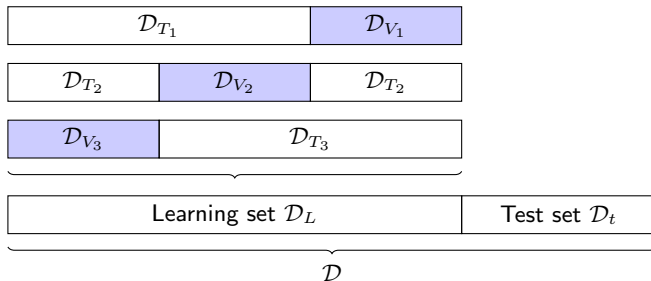 𝒟_{T_1} 𝒟_{V_1}
𝒟_{T_2} 𝒟_{V_2} 𝒟_{T_2}
𝒟_{V_3} 𝒟_{T_3}
Learning set 𝒟_L Test set 𝒟_t
𝒟